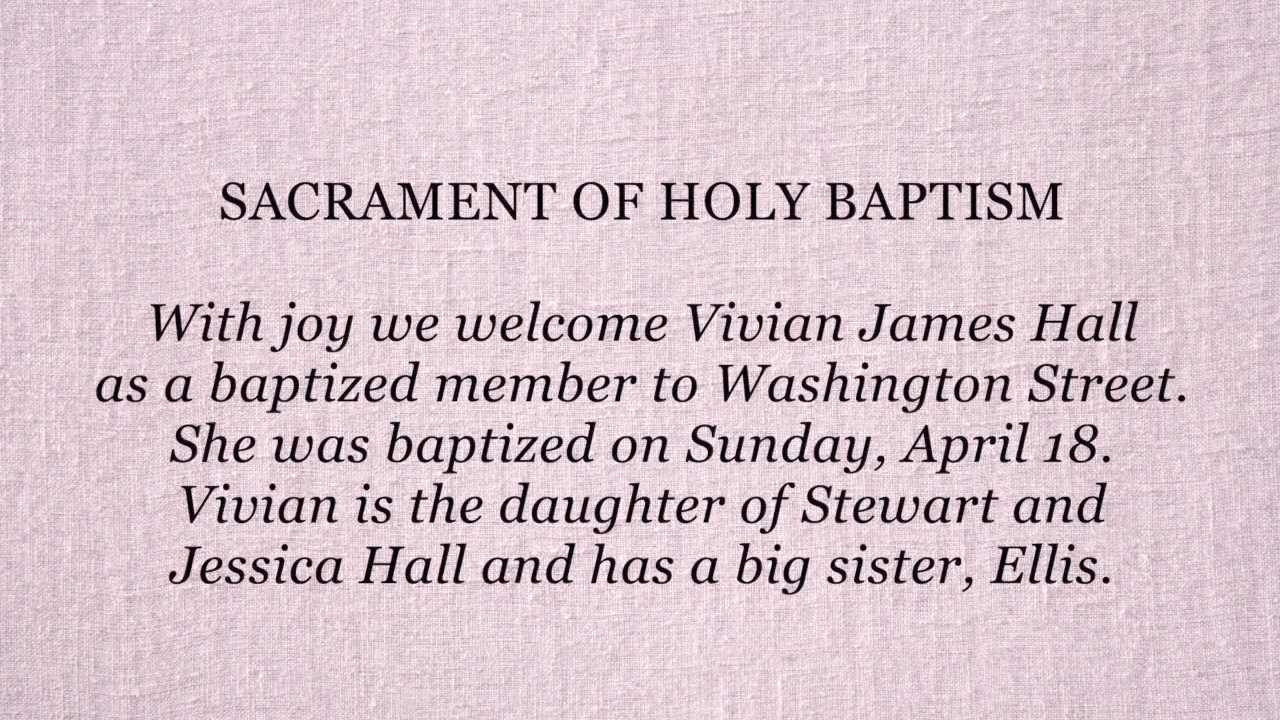 SACRAMENT OF HOLY BAPTISM
With joy we welcome Vivian James Hall
as a baptized member to Washington Street.
She was baptized on Sunday, April 18.
Vivian is the daughter of Stewart and
Jessica Hall and has a big sister, Ellis.